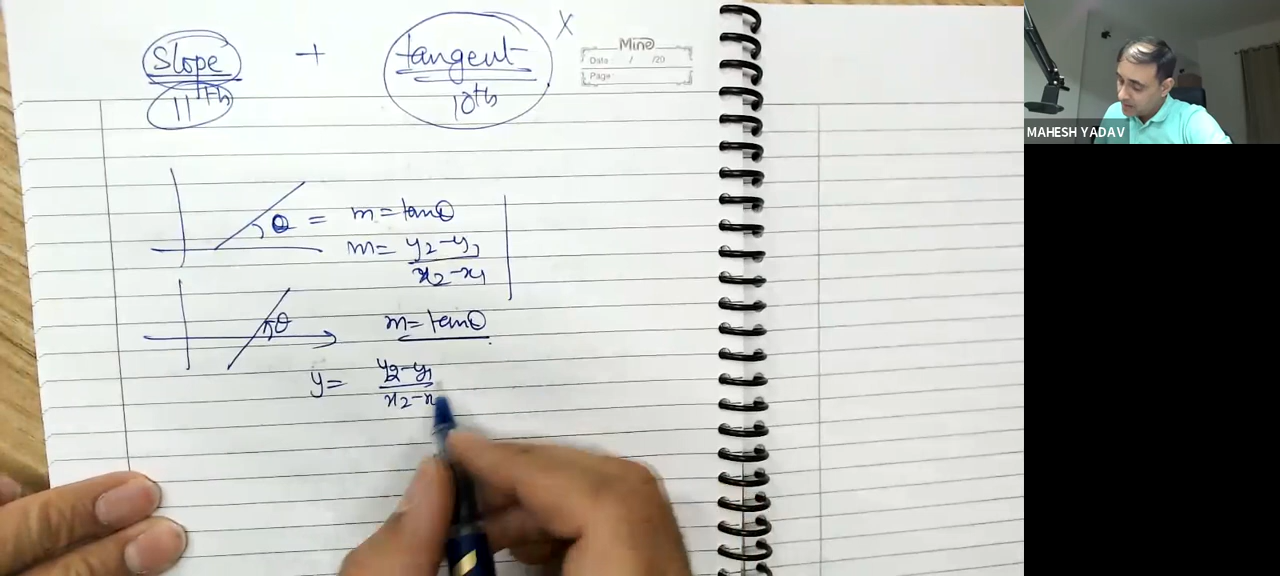 Slope + tangent x
11th 10th
Mine
Date : / /20
Page:
MAHESH YADAV
θ = m = tanθ
m = y2-y1
x2-x1
θ m = tanθ
y = y2-y1
x2-x